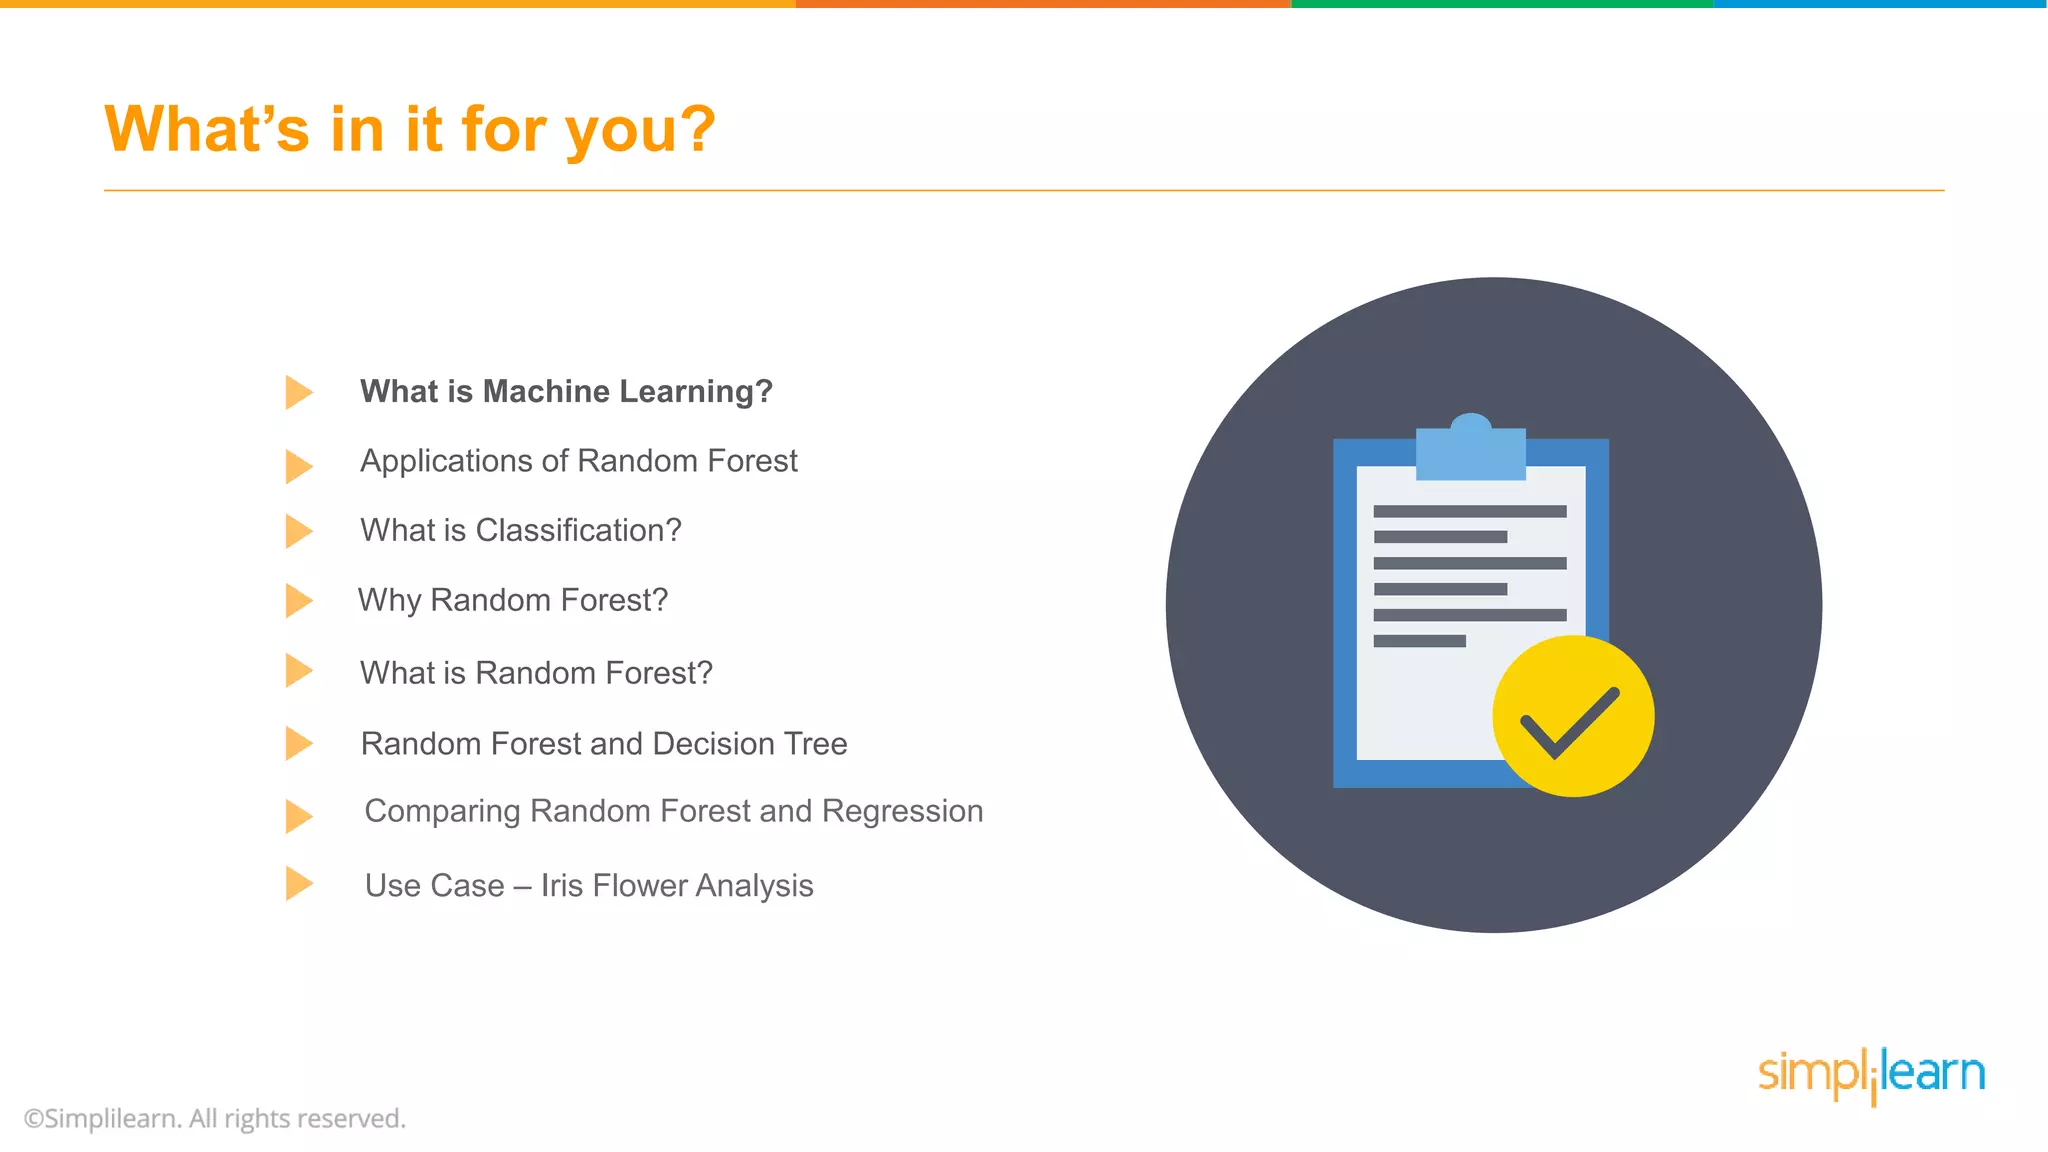 What’s in it for you?
What is Machine Learning?
Applications of Random Forest
What is Classification?
Why Random Forest?
What is Random Forest?
Random Forest and Decision Tree
Comparing Random Forest and Regression
Use Case – Iris Flower Analysis
simplilearn
©Simplilearn. All rights reserved.